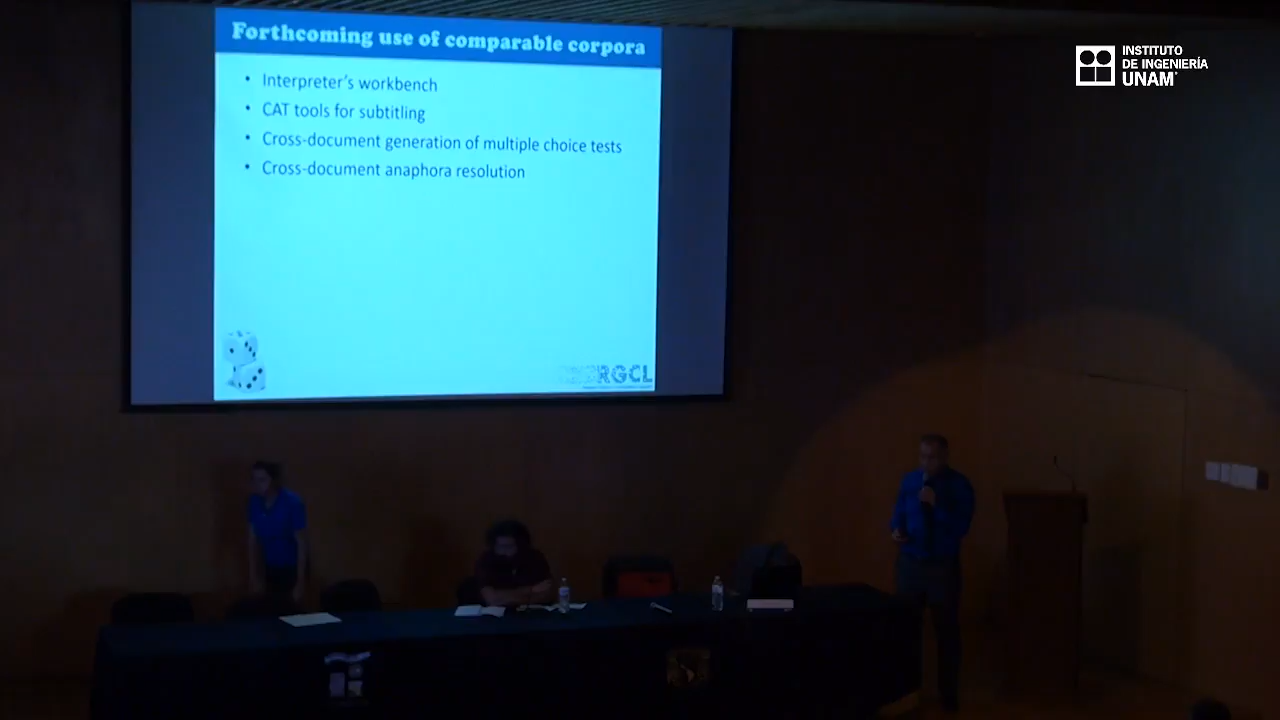 Forthcoming use of comparable corpora
• Interpreter's workbench
• CAT tools for subtitling
• Cross-document generation of multiple choice tests
• Cross-document anaphora resolution
RGCL
INSTITUTO
DE INGENIERÍA
UNAM